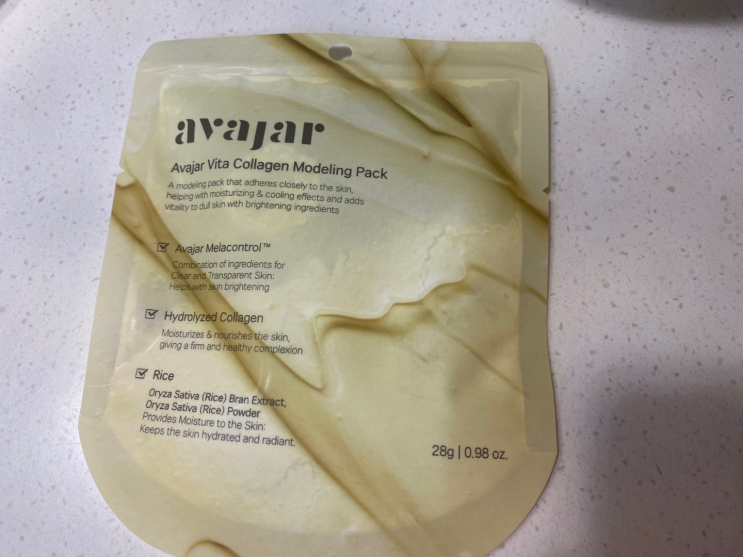 avajar
Avajar Vita Collagen Modeling Pack
A modeling pack that adheres closely to the skin,
helping with moisturizing & cooling effects and adds
vitality to dull skin with brightening ingredients
Avajar Melacontrol™
Combination of Ingredients for
Clear and Transparent Skin:
Helps with skin brightening
Hydrolyzed Collagen
Moisturizes & nourishes the skin,
giving a firm and healthy complexion
Rice
Oryza Sativa (Rice) Bran Extract,
Oryza Sativa (Rice) Powder
Provides Moisture to the Skin:
Keeps the skin hydrated and radiant.
28g | 0.98 oz.